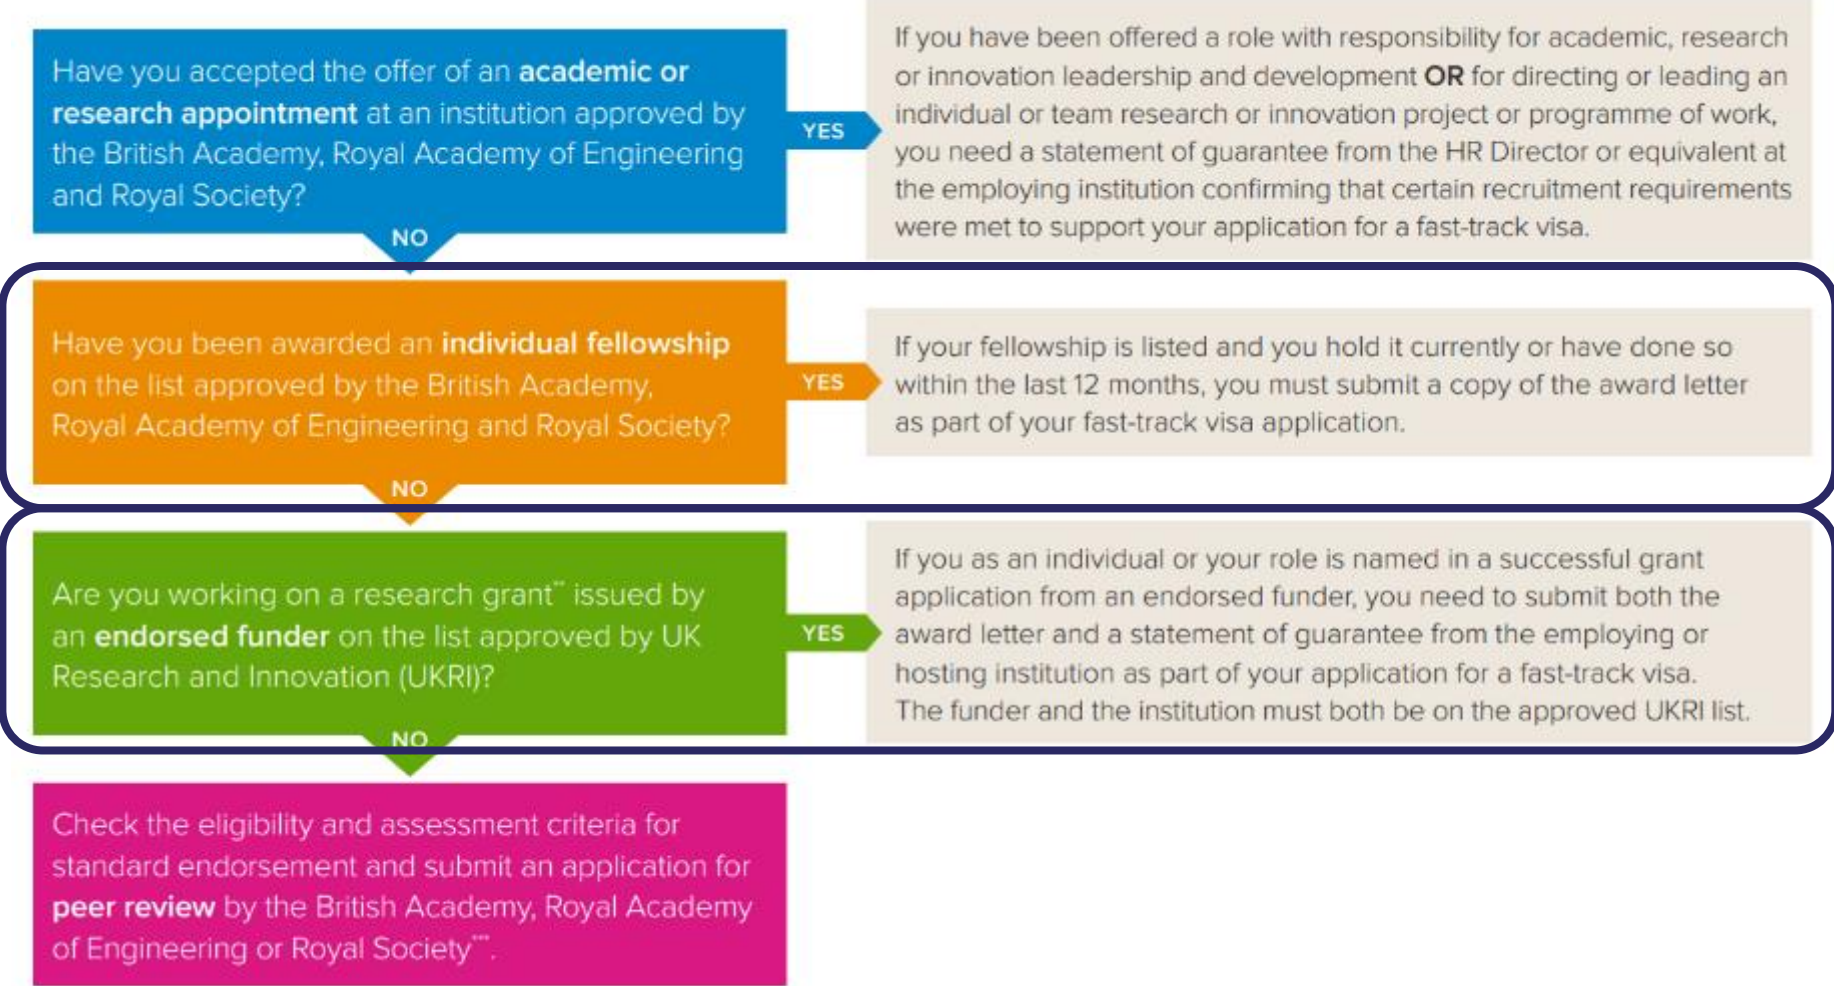 Have you accepted the offer of an academic or
research appointment at an institution approved by
the British Academy, Royal Academy of Engineering
and Royal Society?
YES
If you have been offered a role with responsibility for academic, research
or innovation leadership and development OR for directing or leading an
individual or team research or innovation project or programme of work,
you need a statement of guarantee from the HR Director or equivalent at
the employing institution confirming that certain recruitment requirements
were met to support your application for a fast-track visa.
NO
Have you been awarded an individual fellowship
on the list approved by the British Academy,
Royal Academy of Engineering and Royal Society?
YES
If your fellowship is listed and you hold it currently or have done so
within the last 12 months, you must submit a copy of the award letter
as part of your fast-track visa application.
NO
Are you working on a research grant** issued by
an endorsed funder on the list approved by UK
Research and Innovation (UKRI)?
YES
If you as an individual or your role is named in a successful grant
application from an endorsed funder, you need to submit both the
award letter and a statement of guarantee from the employing or
hosting institution as part of your application for a fast-track visa.
The funder and the institution must both be on the approved UKRI list.
NO
Check the eligibility and assessment criteria for
standard endorsement and submit an application for
peer review by the British Academy, Royal Academy
of Engineering or Royal Society***.